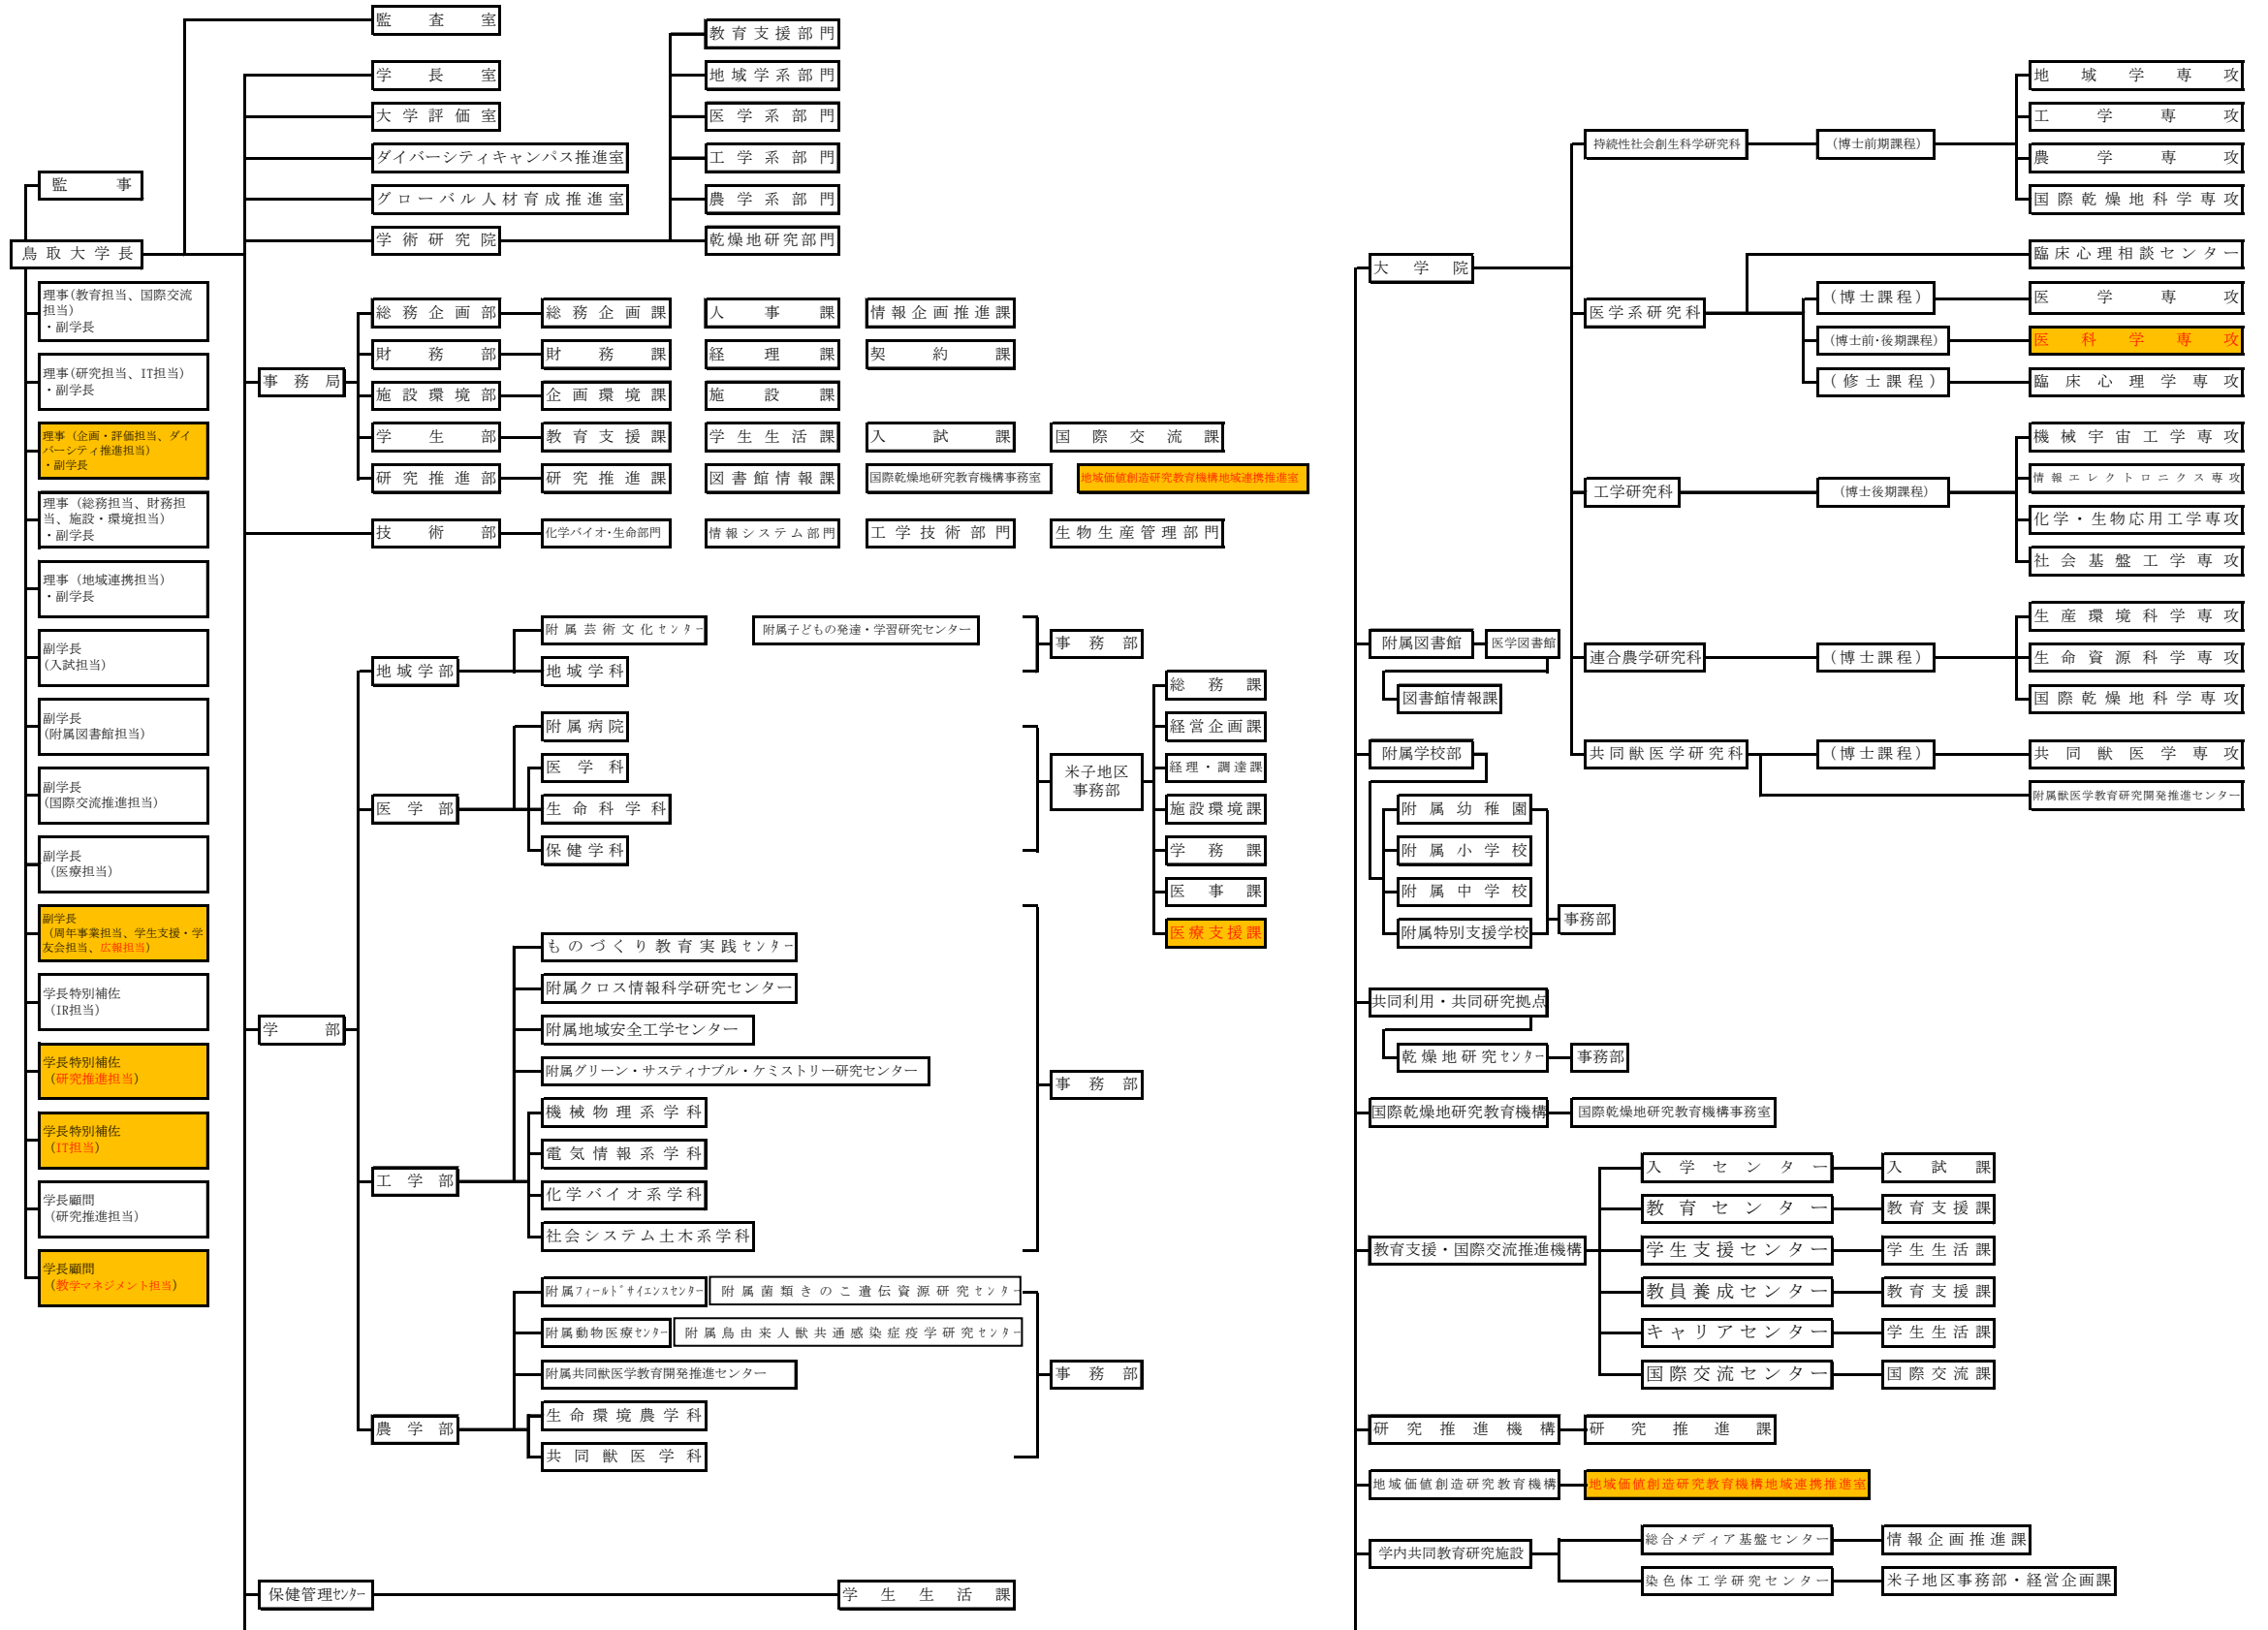 監査室
学長室
大学評価室
ダイバーシティキャンパス推進室
グローバル人材育成推進室
学術研究院
教育支援部門
地域学系部門
医学系部門
工学系部門
農学系部門
乾燥地研究部門
監事
鳥取大学長
理事(教育担当、国際交流
担当)
・副学長
理事(研究担当、IT担当)
・副学長
理事（企画・評価担当、ダイ
バーシティ推進担当）
・副学長
理事（総務担当、財務担
当、施設・環境担当）
・副学長
理事（地域連携担当）
・副学長
副学長
(入試担当)
副学長
(附属図書館担当)
副学長
(国際交流推進担当)
副学長
（医療担当）
副学長
（周年事業担当、学生支援・学
友会担当、広報担当）
学長特別補佐
（IR担当）
学長特別補佐
（研究推進担当）
学長特別補佐
（IT担当）
学長顧問
（研究推進担当）
学長顧問
（教学マネジメント担当）
事務局
総務企画部
総務企画課
人事課
情報企画推進課
財務部
財務課
経理課
契約課
施設環境部
企画環境課
施設課
学生部
教育支援課
学生生活課
入試課
国際交流課
研究推進部
研究推進課
図書館情報課
国際乾燥地研究教育機構事務室
地域価値創造研究教育機構地域連携推進室
技術部
化学バイオ・生命部門
情報システム部門
工学技術部門
生物生産管理部門
学部
地域学部
附属芸術文化センター
附属子どもの発達・学習研究センター
地域学科
事務部
医学部
附属病院
医学科
生命科学科
保健学科
米子地区
事務部
総務課
経営企画課
経理・調達課
施設環境課
学務課
医事課
医療支援課
工学部
ものづくり教育実践センター
附属クロス情報科学研究センター
附属地域安全工学センター
附属グリーン・サスティナブル・ケミストリー研究センター
機械物理系学科
電気情報系学科
化学バイオ系学科
社会システム土木系学科
事務部
農学部
附属フィールドサイエンスセンター
附属菌類きのこ遺伝資源研究センター
附属動物医療センター
附属鳥由来人獣共通感染症疫学研究センター
附属共同獣医学教育開発推進センター
生命環境農学科
共同獣医学科
事務部
保健管理センター
学生生活課
大学院
持続性社会創生科学研究科
（博士前期課程）
地域学専攻
工学専攻
農学専攻
国際乾燥地科学専攻
医学系研究科
臨床心理相談センター
（博士課程）
医学専攻
（博士前・後期課程）
医科学専攻
（修士課程）
臨床心理学専攻
工学研究科
（博士後期課程）
機械宇宙工学専攻
情報エレクトロニクス専攻
化学・生物応用工学専攻
社会基盤工学専攻
連合農学研究科
（博士課程）
生産環境科学専攻
生命資源科学専攻
国際乾燥地科学専攻
共同獣医学研究科
（博士課程）
共同獣医学専攻
附属獣医学教育研究開発推進センター
附属図書館
医学図書館
図書館情報課
附属学校部
附属幼稚園
附属小学校
附属中学校
附属特別支援学校
事務部
共同利用・共同研究拠点
乾燥地研究センター
事務部
国際乾燥地研究教育機構
国際乾燥地研究教育機構事務室
教育支援・国際交流推進機構
入学センター
入試課
教育センター
教育支援課
学生支援センター
学生生活課
教員養成センター
教育支援課
キャリアセンター
学生生活課
国際交流センター
国際交流課
研究推進機構
研究推進課
地域価値創造研究教育機構
地域価値創造研究教育機構地域連携推進室
学内共同教育研究施設
総合メディア基盤センター
情報企画推進課
染色体工学研究センター
米子地区事務部・経営企画課